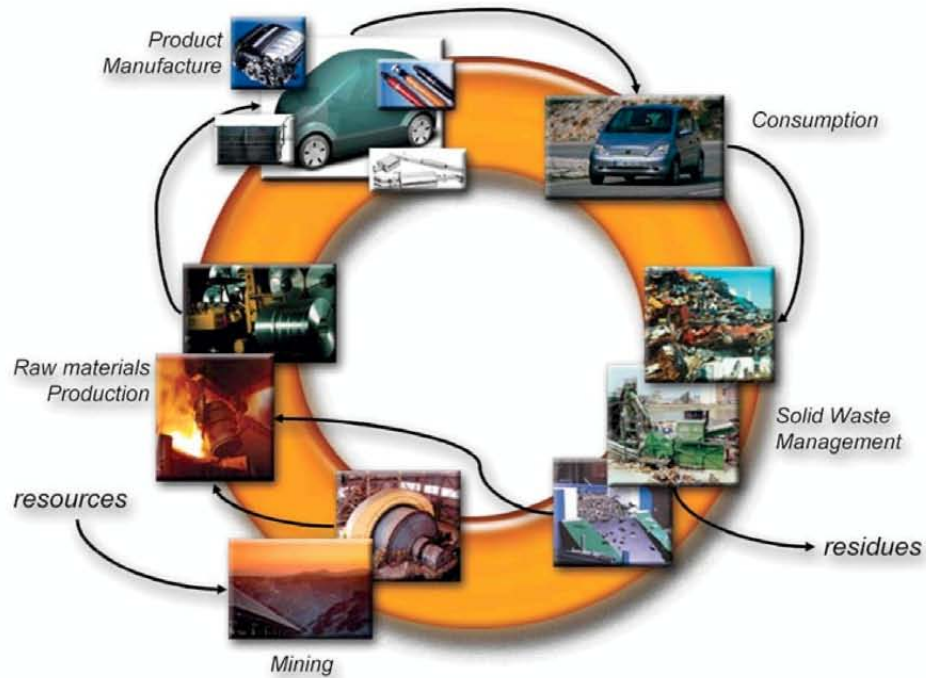 Product
Manufacture
Consumption
Raw materials
Production
Solid Waste
Management
resources
residues
Mining